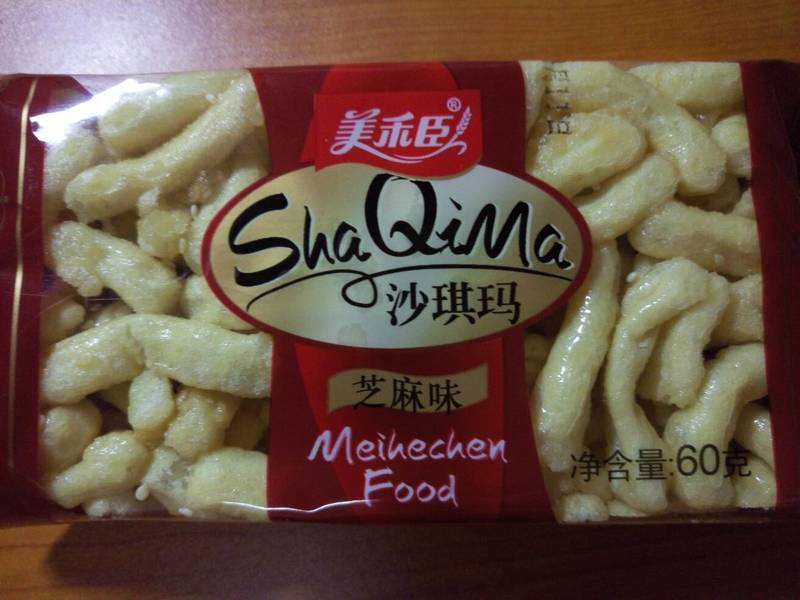 美禾臣®
ShaQiMa
沙琪玛
芝麻味
Meihechen
Food
净含量:60克